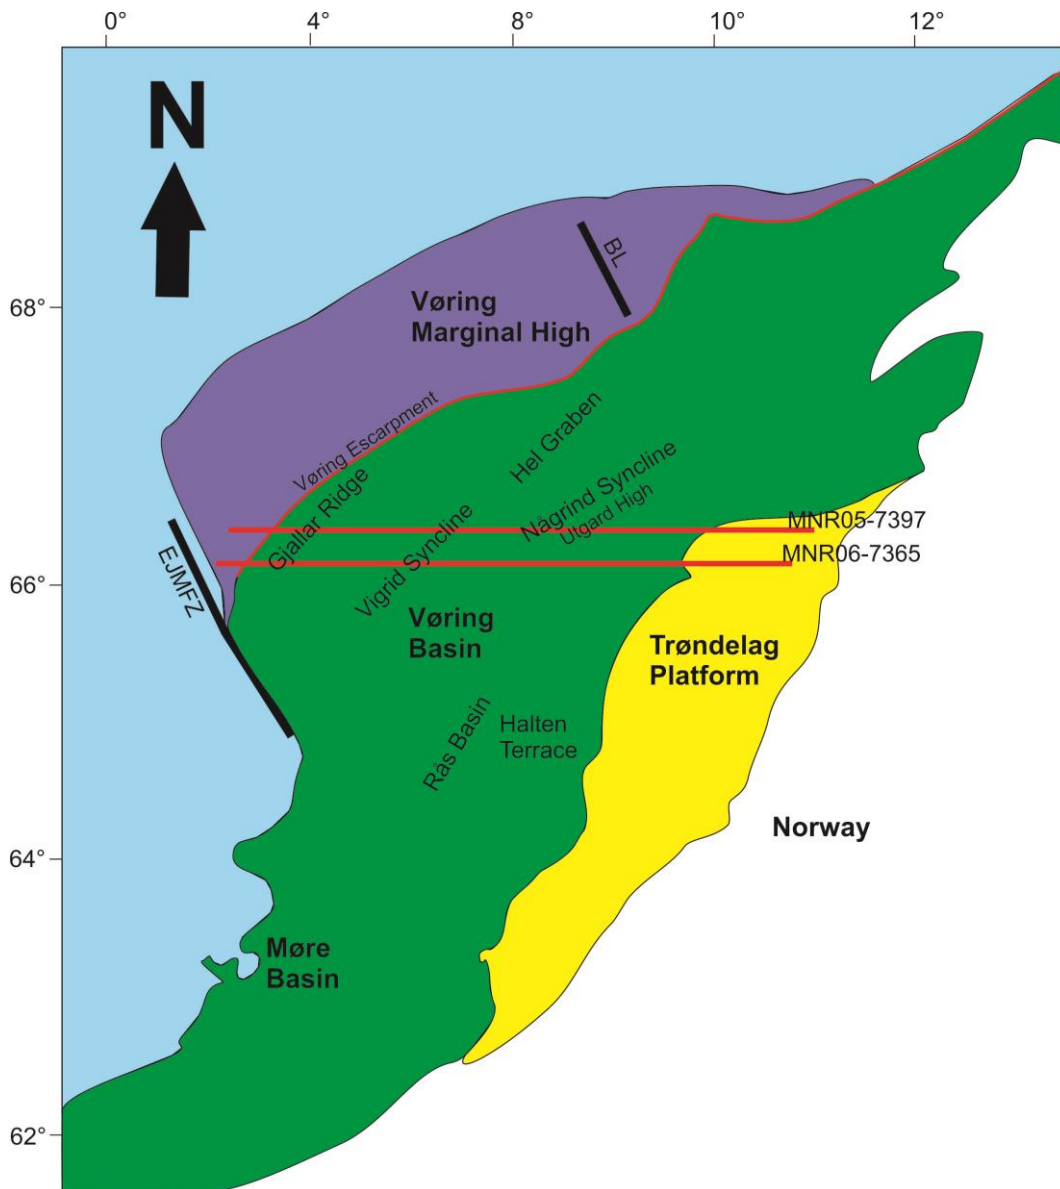 0°
4°
8°
10°
12°
N
68°
66°
64°
62°
BL
Vøring
Marginal High
Vøring Escarpment
Hel Graben
Gjallar Ridge
Någrind Syncline
Utgard High
MNR05-7397
MNR06-7365
Vigrid Syncline
EJMFZ
Vøring
Basin
Trøndelag
Platform
Rås Basin
Halten
Terrace
Norway
Møre
Basin